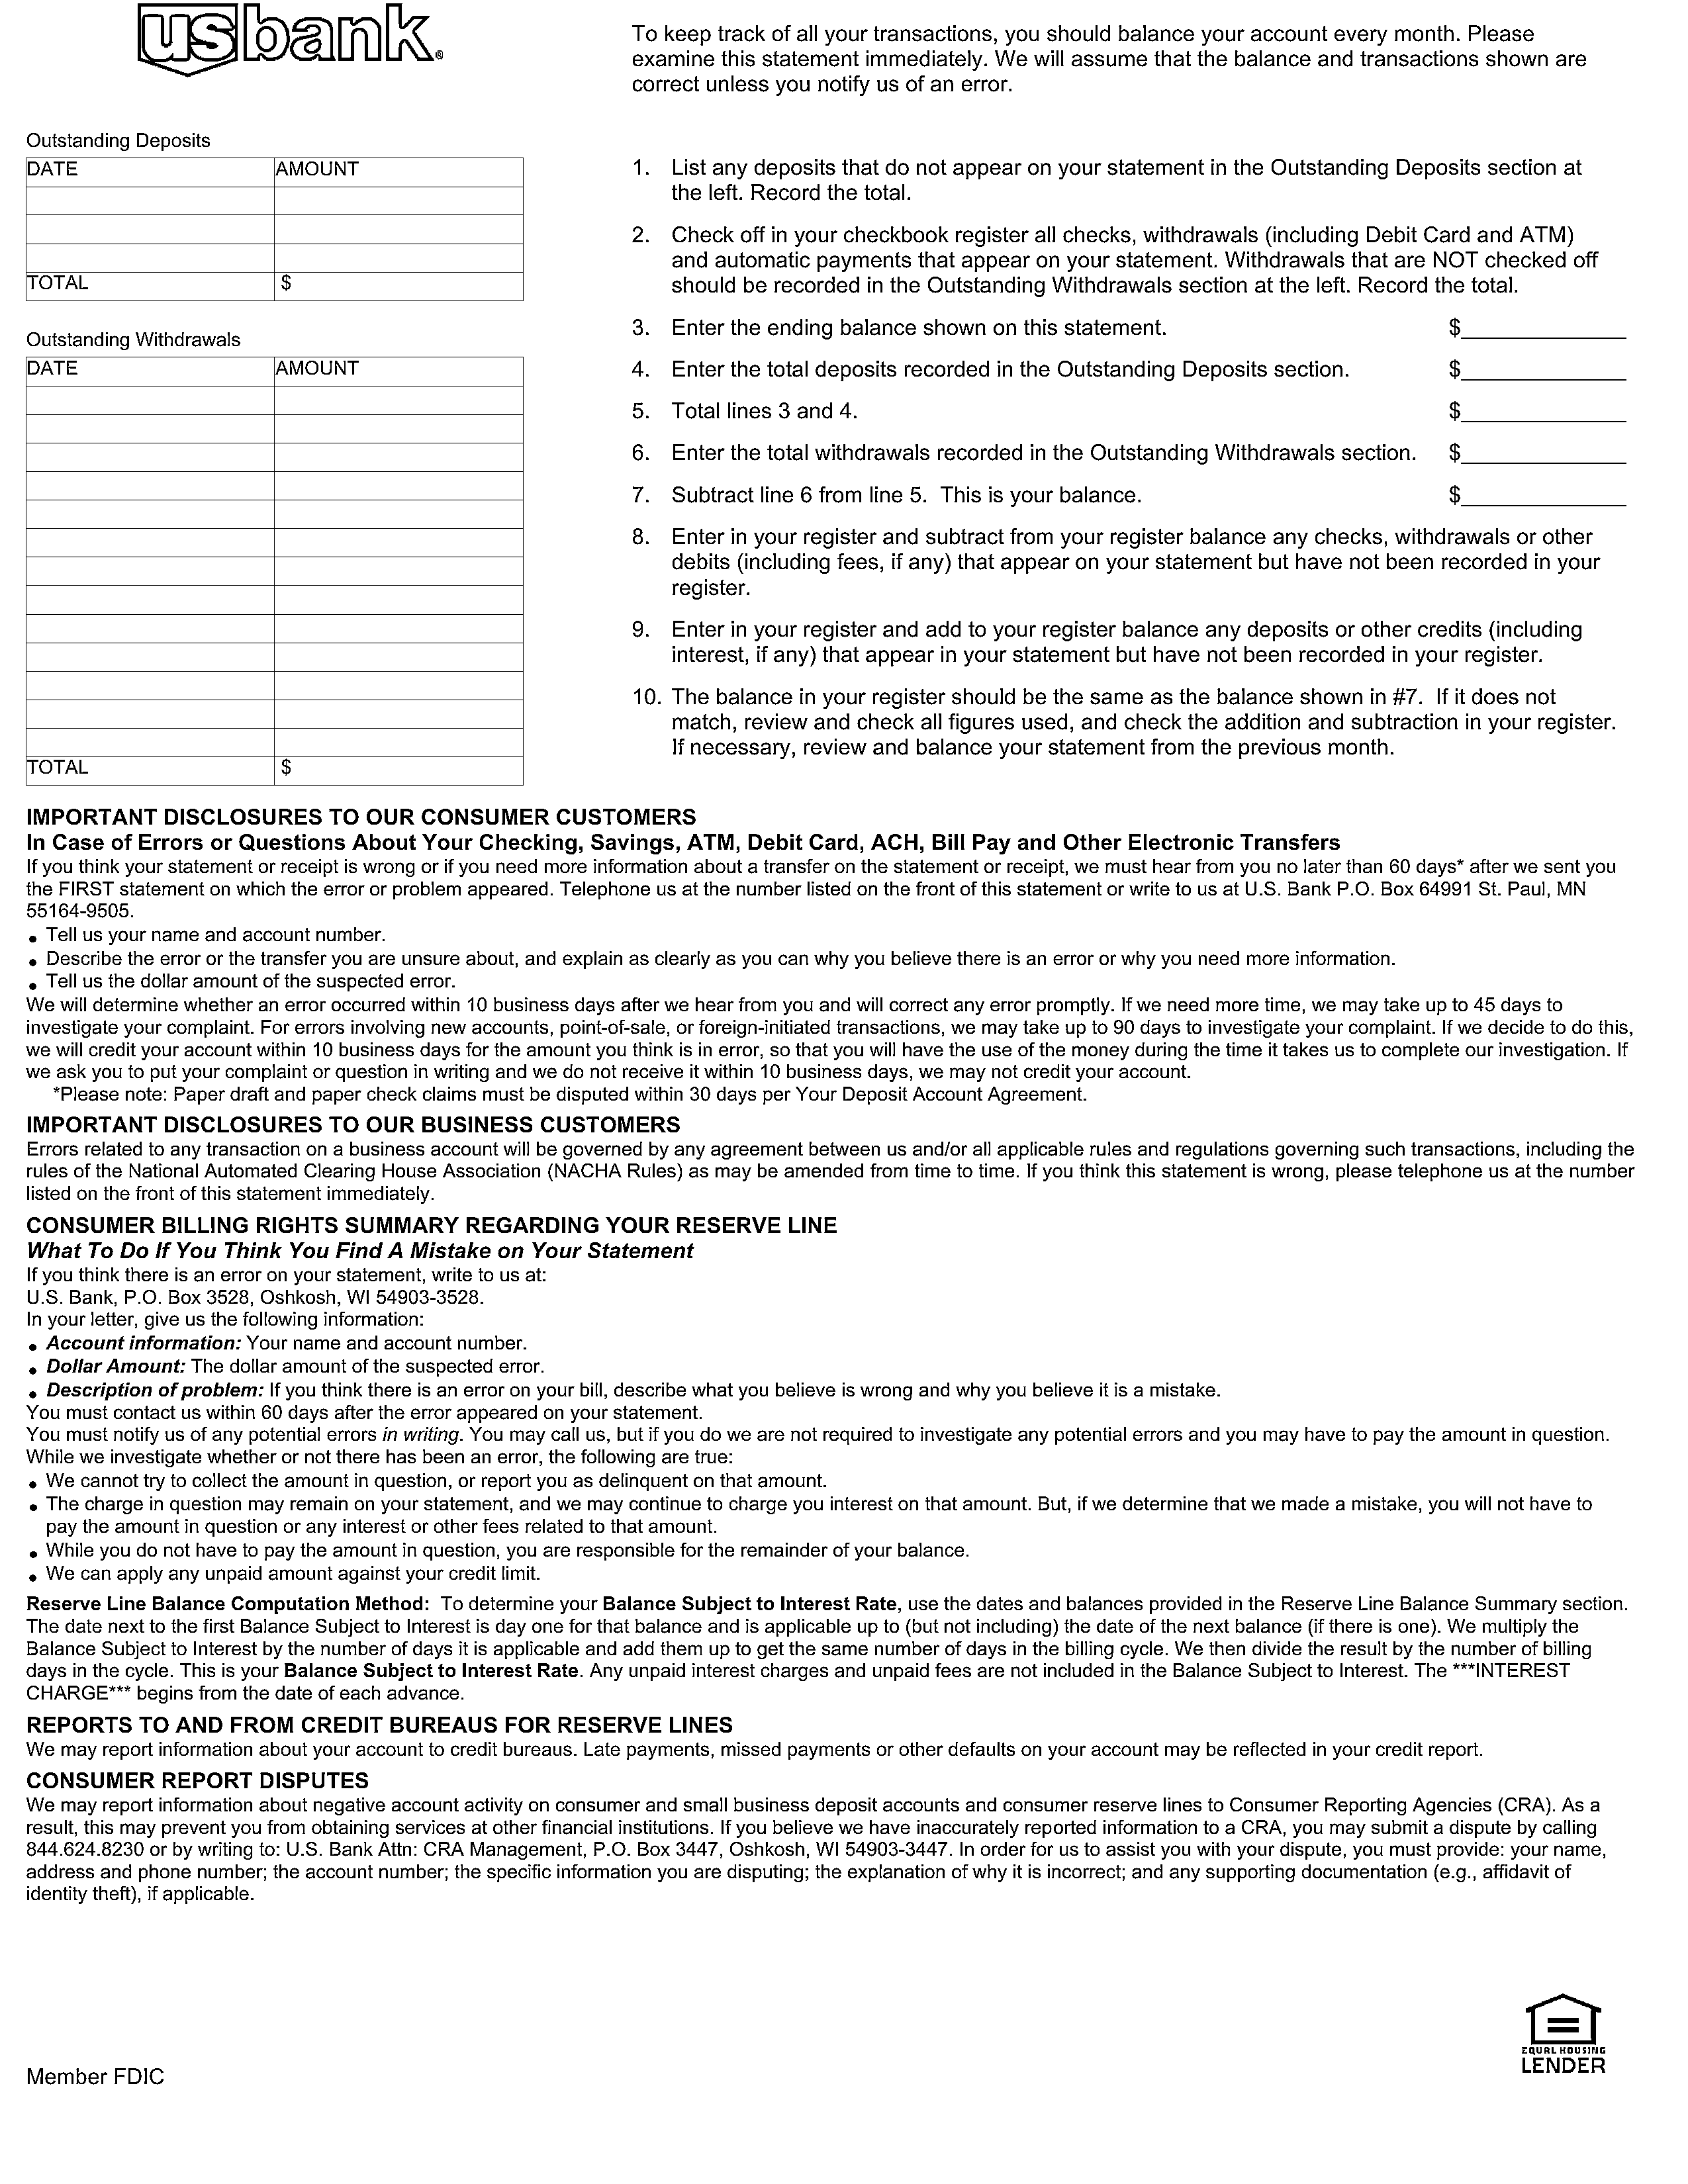 usbank®
To keep track of all your transactions, you should balance your account every month. Please
examine this statement immediately. We will assume that the balance and transactions shown are
correct unless you notify us of an error.
Outstanding Deposits
DATE AMOUNT
TOTAL $
Outstanding Withdrawals
DATE AMOUNT
TOTAL $
1. List any deposits that do not appear on your statement in the Outstanding Deposits section at
the left. Record the total.
2. Check off in your checkbook register all checks, withdrawals (including Debit Card and ATM)
and automatic payments that appear on your statement. Withdrawals that are NOT checked off
should be recorded in the Outstanding Withdrawals section at the left. Record the total.
3. Enter the ending balance shown on this statement. $
4. Enter the total deposits recorded in the Outstanding Deposits section. $
5. Total lines 3 and 4. $
6. Enter the total withdrawals recorded in the Outstanding Withdrawals section. $
7. Subtract line 6 from line 5. This is your balance. $
8. Enter in your register and subtract from your register balance any checks, withdrawals or other
debits (including fees, if any) that appear on your statement but have not been recorded in your
register.
9. Enter in your register and add to your register balance any deposits or other credits (including
interest, if any) that appear in your statement but have not been recorded in your register.
10. The balance in your register should be the same as the balance shown in #7. If it does not
match, review and check all figures used, and check the addition and subtraction in your register.
If necessary, review and balance your statement from the previous month.
IMPORTANT DISCLOSURES TO OUR CONSUMER CUSTOMERS
In Case of Errors or Questions About Your Checking, Savings, ATM, Debit Card, ACH, Bill Pay and Other Electronic Transfers
If you think your statement or receipt is wrong or if you need more information about a transfer on the statement or receipt, we must hear from you no later than 60 days* after we sent you
the FIRST statement on which the error or problem appeared. Telephone us at the number listed on the front of this statement or write to us at U.S. Bank P.O. Box 64991 St. Paul, MN
55164-9505.
• Tell us your name and account number.
• Describe the error or the transfer you are unsure about, and explain as clearly as you can why you believe there is an error or why you need more information.
• Tell us the dollar amount of the suspected error.
We will determine whether an error occurred within 10 business days after we hear from you and will correct any error promptly. If we need more time, we may take up to 45 days to
investigate your complaint. For errors involving new accounts, point-of-sale, or foreign-initiated transactions, we may take up to 90 days to investigate your complaint. If we decide to do this,
we will credit your account within 10 business days for the amount you think is in error, so that you will have the use of the money during the time it takes us to complete our investigation. If
we ask you to put your complaint or question in writing and we do not receive it within 10 business days, we may not credit your account.
*Please note: Paper draft and paper check claims must be disputed within 30 days per Your Deposit Account Agreement.
IMPORTANT DISCLOSURES TO OUR BUSINESS CUSTOMERS
Errors related to any transaction on a business account will be governed by any agreement between us and/or all applicable rules and regulations governing such transactions, including the
rules of the National Automated Clearing House Association (NACHA Rules) as may be amended from time to time. If you think this statement is wrong, please telephone us at the number
listed on the front of this statement immediately.
CONSUMER BILLING RIGHTS SUMMARY REGARDING YOUR RESERVE LINE
What To Do If You Think You Find A Mistake on Your Statement
If you think there is an error on your statement, write to us at:
U.S. Bank, P.O. Box 3528, Oshkosh, WI 54903-3528.
In your letter, give us the following information:
• Account information: Your name and account number.
• Dollar Amount: The dollar amount of the suspected error.
• Description of problem: If you think there is an error on your bill, describe what you believe is wrong and why you believe it is a mistake.
You must contact us within 60 days after the error appeared on your statement.
You must notify us of any potential errors in writing. You may call us, but if you do we are not required to investigate any potential errors and you may have to pay the amount in question.
While we investigate whether or not there has been an error, the following are true:
• We cannot try to collect the amount in question, or report you as delinquent on that amount.
• The charge in question may remain on your statement, and we may continue to charge you interest on that amount. But, if we determine that we made a mistake, you will not have to
pay the amount in question or any interest or other fees related to that amount.
• While you do not have to pay the amount in question, you are responsible for the remainder of your balance.
• We can apply any unpaid amount against your credit limit.
Reserve Line Balance Computation Method: To determine your Balance Subject to Interest Rate, use the dates and balances provided in the Reserve Line Balance Summary section.
The date next to the first Balance Subject to Interest is day one for that balance and is applicable up to (but not including) the date of the next balance (if there is one). We multiply the
Balance Subject to Interest by the number of days it is applicable and add them up to get the same number of days in the billing cycle. We then divide the result by the number of billing
days in the cycle. This is your Balance Subject to Interest Rate. Any unpaid interest charges and unpaid fees are not included in the Balance Subject to Interest. The ***INTEREST
CHARGE*** begins from the date of each advance.
REPORTS TO AND FROM CREDIT BUREAUS FOR RESERVE LINES
We may report information about your account to credit bureaus. Late payments, missed payments or other defaults on your account may be reflected in your credit report.
CONSUMER REPORT DISPUTES
We may report information about negative account activity on consumer and small business deposit accounts and consumer reserve lines to Consumer Reporting Agencies (CRA). As a
result, this may prevent you from obtaining services at other financial institutions. If you believe we have inaccurately reported information to a CRA, you may submit a dispute by calling
844.624.8230 or by writing to: U.S. Bank Attn: CRA Management, P.O. Box 3447, Oshkosh, WI 54903-3447. In order for us to assist you with your dispute, you must provide: your name,
address and phone number; the account number; the specific information you are disputing; the explanation of why it is incorrect; and any supporting documentation (e.g., affidavit of
identity theft), if applicable.
Member FDIC
EQUAL HOUSING
LENDER